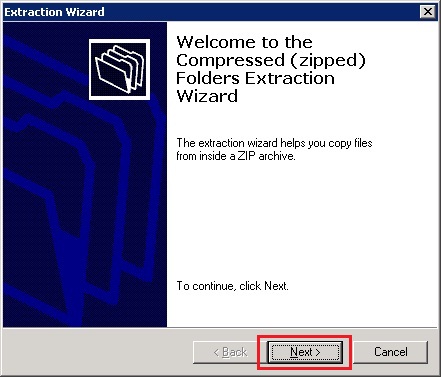 Extraction Wizard
Welcome to the
Compressed (zipped)
Folders Extraction
Wizard
The extraction wizard helps you copy files
from inside a ZIP archive.
To continue, click Next.
< Back
Next >
Cancel